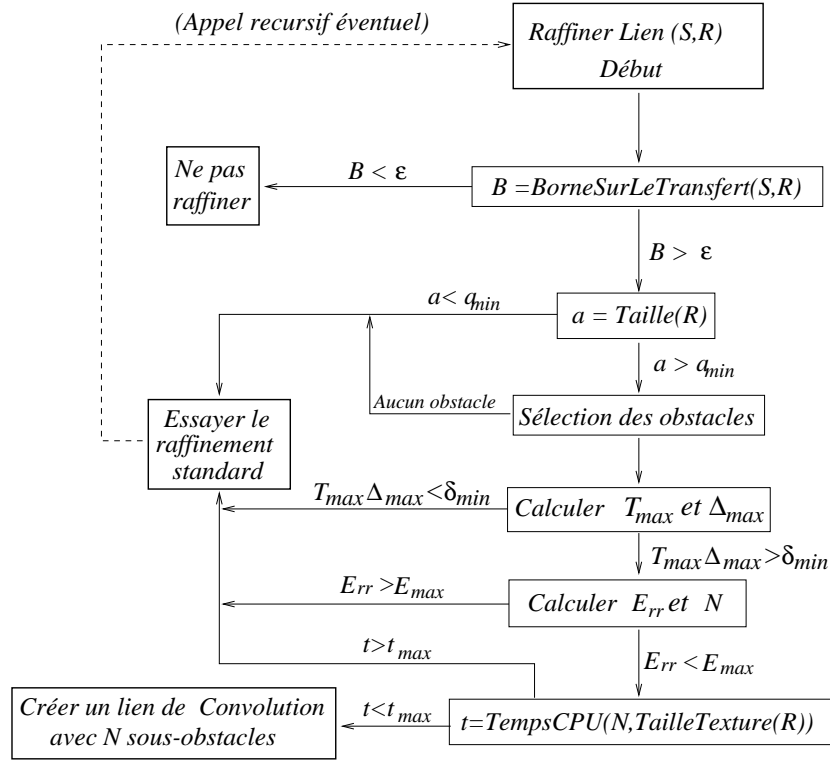 (Appel recursif éventuel)
Raffiner Lien (S,R)
Début
Ne pas
raffiner
B < ε
B =BorneSurLeTransfert(S,R)
B > ε
a< a_min
a = Taille(R)
a > a_min
Aucun obstacle
Sélection des obstacles
Essayer le
raffinement
standard
T_max Δ_max <δ_min
Calculer T_max et Δ_max
T_max Δ_max >δ_min
E_rr >E_max
Calculer E_rr et N
t>t_max
E_rr <E_max
Créer un lien de Convolution
avec N sous-obstacles
t<t_max
t=TempsCPU(N,TailleTexture(R))